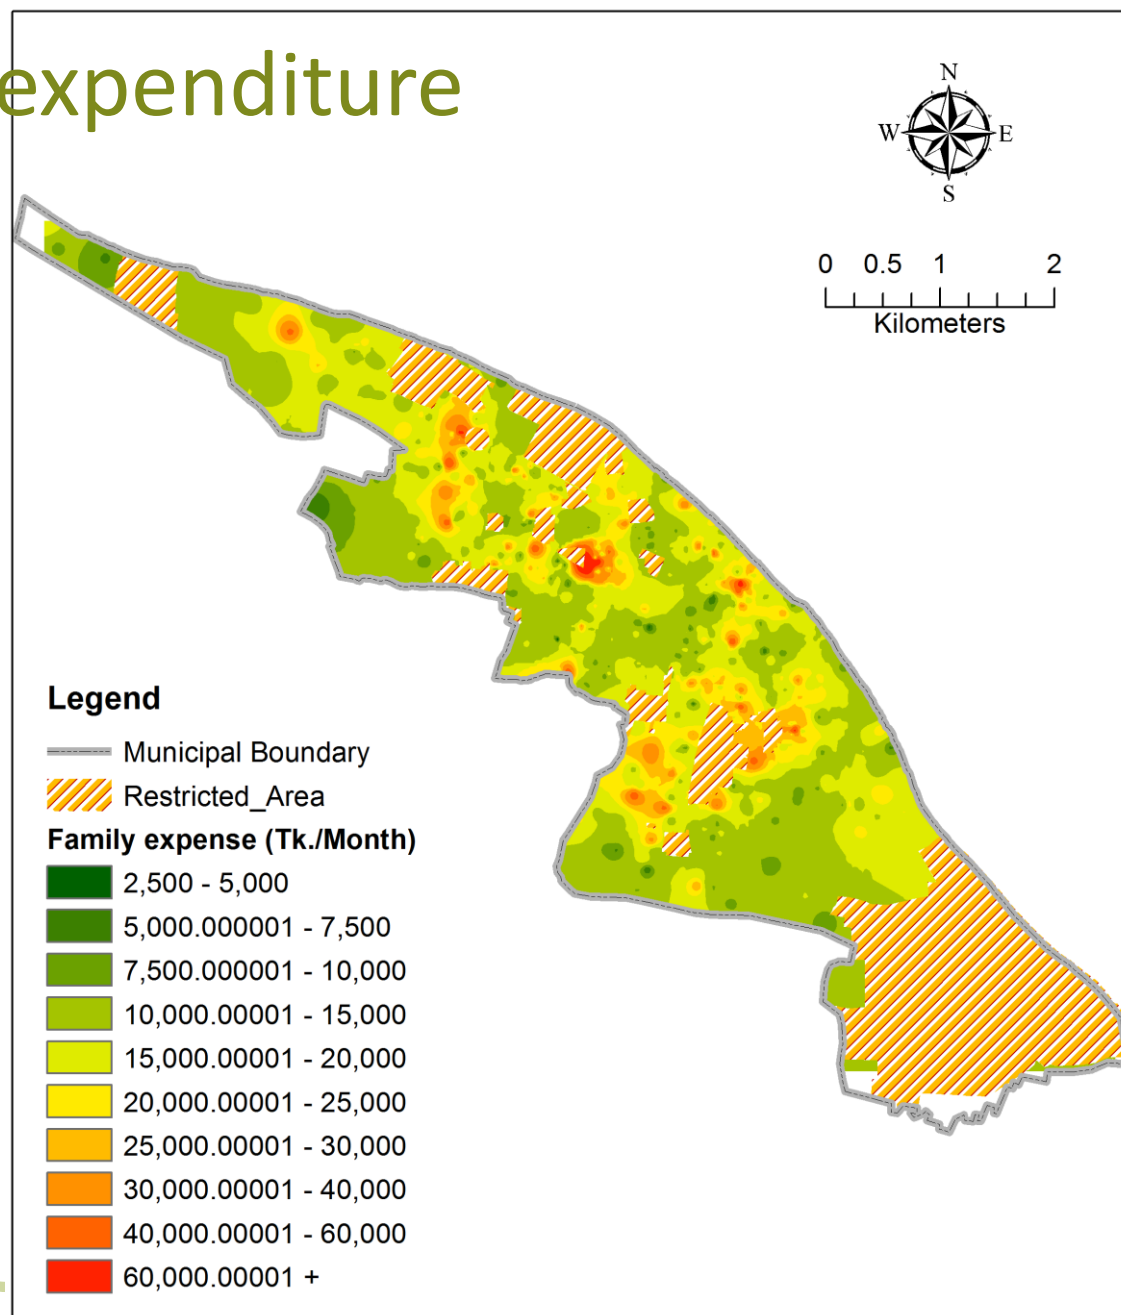 expenditure
N
W E
S
0 0.5 1 2
Kilometers
Legend
Municipal Boundary
Restricted_Area
Family expense (Tk./Month)
2,500 - 5,000
5,000.000001 - 7,500
7,500.000001 - 10,000
10,000.00001 - 15,000
15,000.00001 - 20,000
20,000.00001 - 25,000
25,000.00001 - 30,000
30,000.00001 - 40,000
40,000.00001 - 60,000
60,000.00001 +